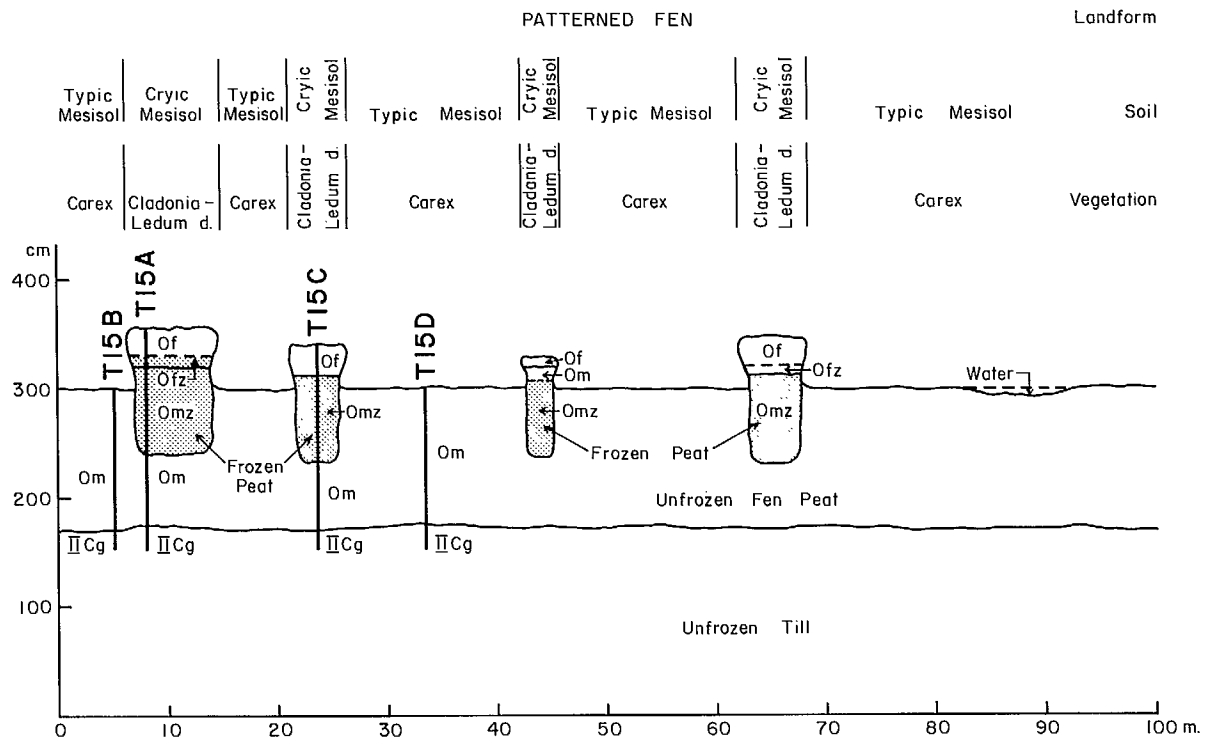 PATTERNED FEN
Landform
Typic Mesisol
Cryic Mesisol
Typic Mesisol
Cryic Mesisol
Typic Mesisol
Cryic Mesisol
Typic Mesisol
Cryic Mesisol
Typic Mesisol
Soil
Carex
Cladonia – Ledum d.
Carex
Cladonia – Ledum d.
Carex
Cladania – Ledum d.
Carex
Cladonia – Ledum d.
Carex
Vegetation
cm
400
300
200
100
T15B
T15A
T15C
T15D
Of
Ofz
Omz
Of
Omz
Of
Om
Omz
Of
Ofz
Omz
Water
Frozen Peat
Frozen Peat
Om
Om
Om
Om
Unfrozen Fen Peat
IICg
IICg
IICg
IICg
Unfrozen Till
0 10 20 30 40 50 60 70 80 90 100 m.